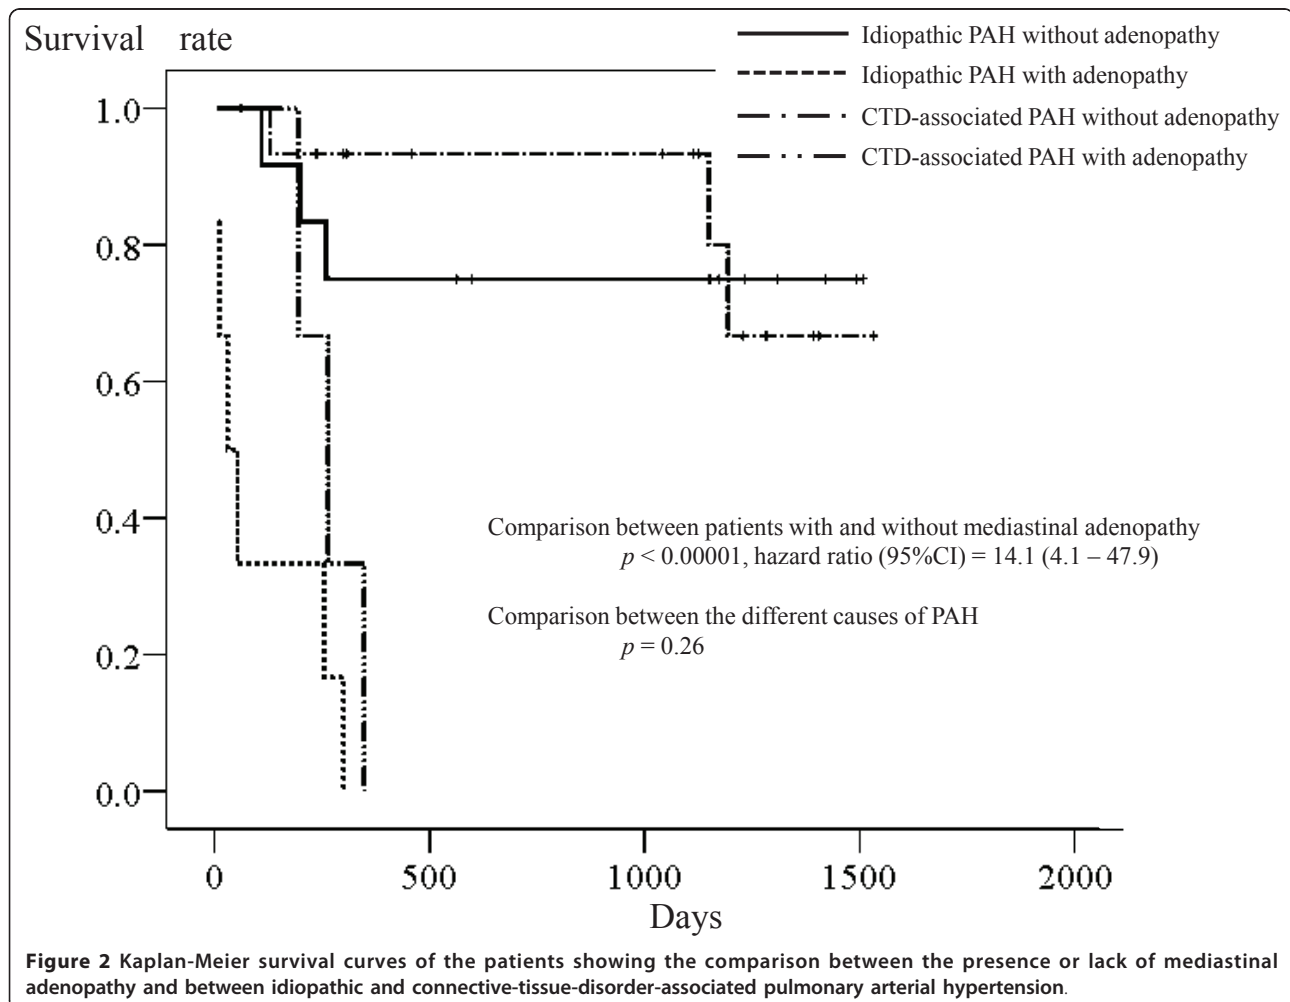 Survival rate
Idiopathic PAH without adenopathy
Idiopathic PAH with adenopathy
CTD-associated PAH without adenopathy
CTD-associated PAH with adenopathy
1.0
0.8
0.6
0.4
0.2
0.0
Comparison between patients with and without mediastinal adenopathy
p < 0.00001, hazard ratio (95%CI) = 14.1 (4.1 – 47.9)
Comparison between the different causes of PAH
p = 0.26
0 500 1000 1500 2000
Days
Figure 2 Kaplan-Meier survival curves of the patients showing the comparison between the presence or lack of mediastinal
adenopathy and between idiopathic and connective-tissue-disorder-associated pulmonary arterial hypertension.